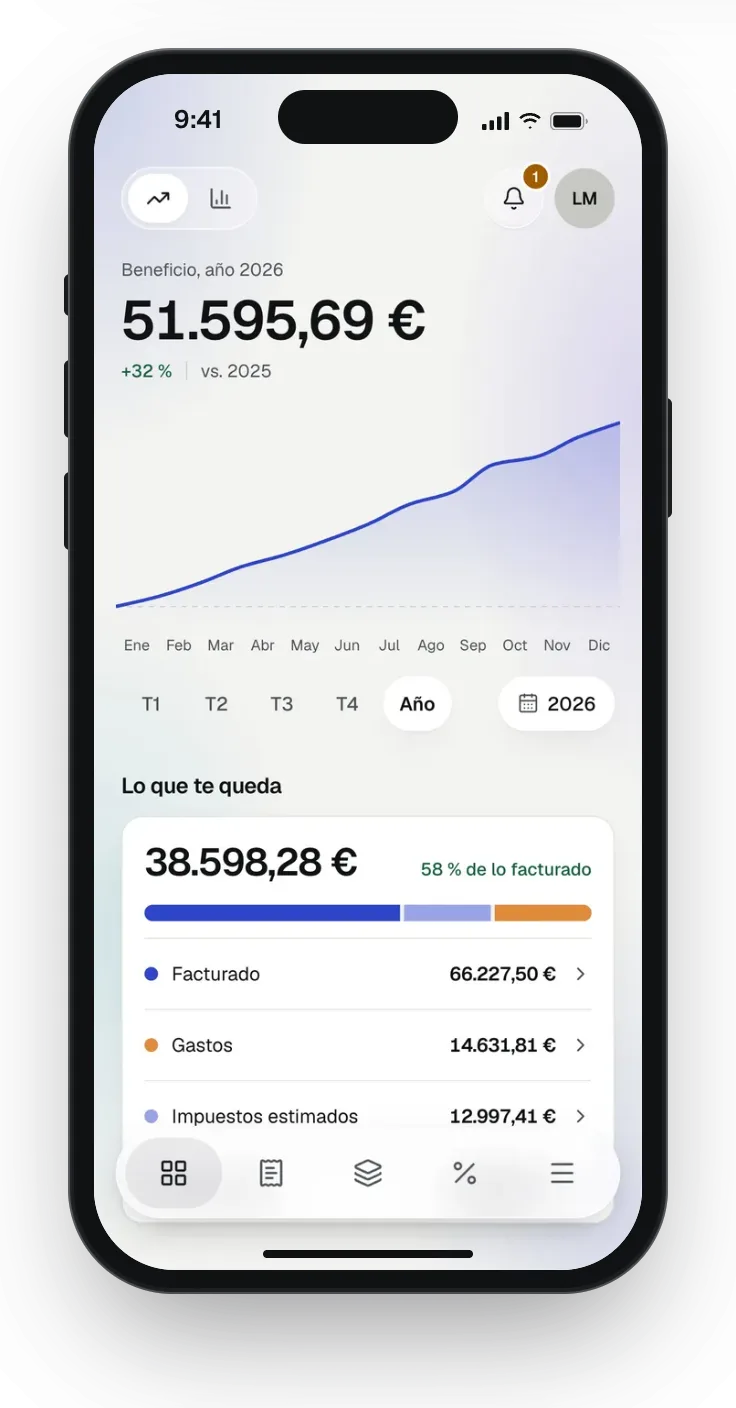 9:41
1
LM
Beneficio, año 2026
51.595,69 €
+32 % vs. 2025
Ene Feb Mar Abr May Jun Jul Ago Sep Oct Nov Dic
T1 T2 T3 T4 Año 2026
Lo que te queda
38.598,28 € 58 % de lo facturado
Facturado 66.227,50 €
Gastos 14.631,81 €
Impuestos estimados 12.997,41 €